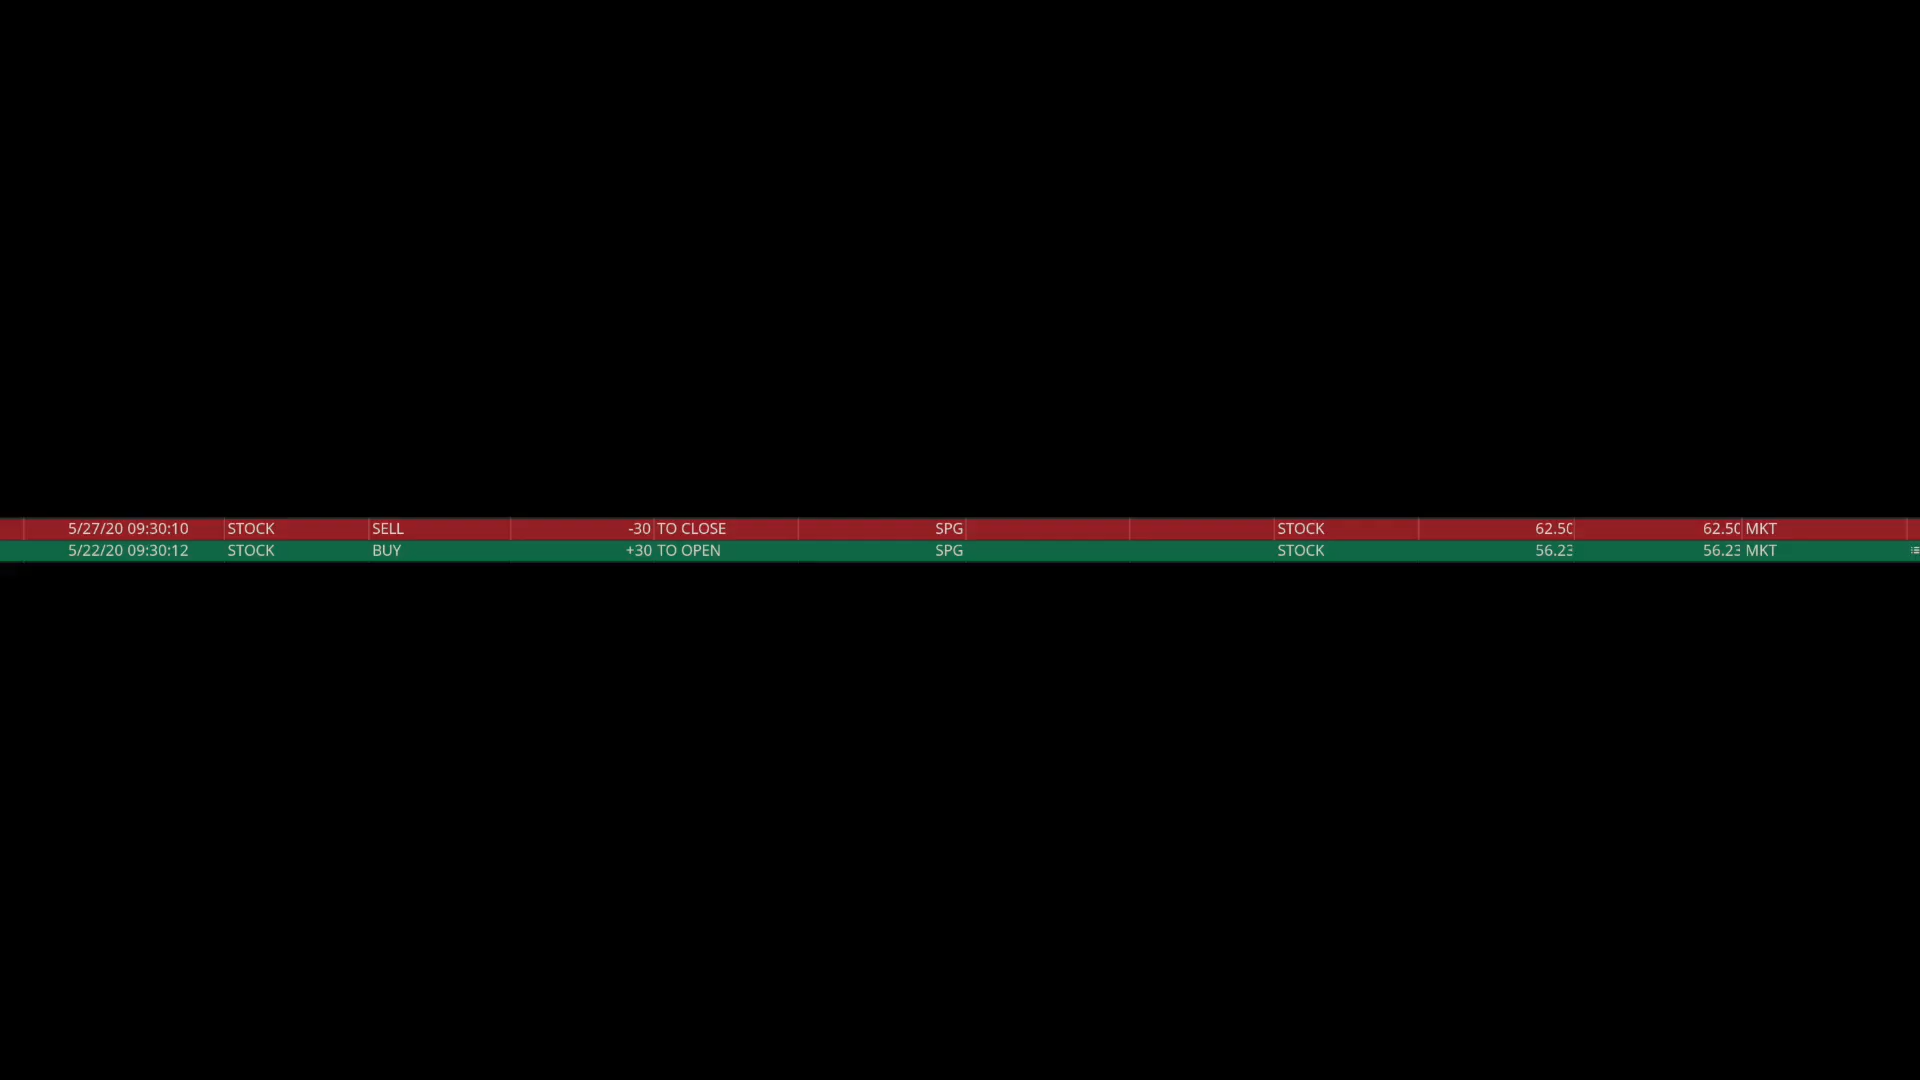 5/27/20 09:30:10 STOCK SELL -30 TO CLOSE SPG STOCK 62.50 62.50 MKT
5/22/20 09:30:12 STOCK BUY +30 TO OPEN SPG STOCK 56.23 56.23 MKT